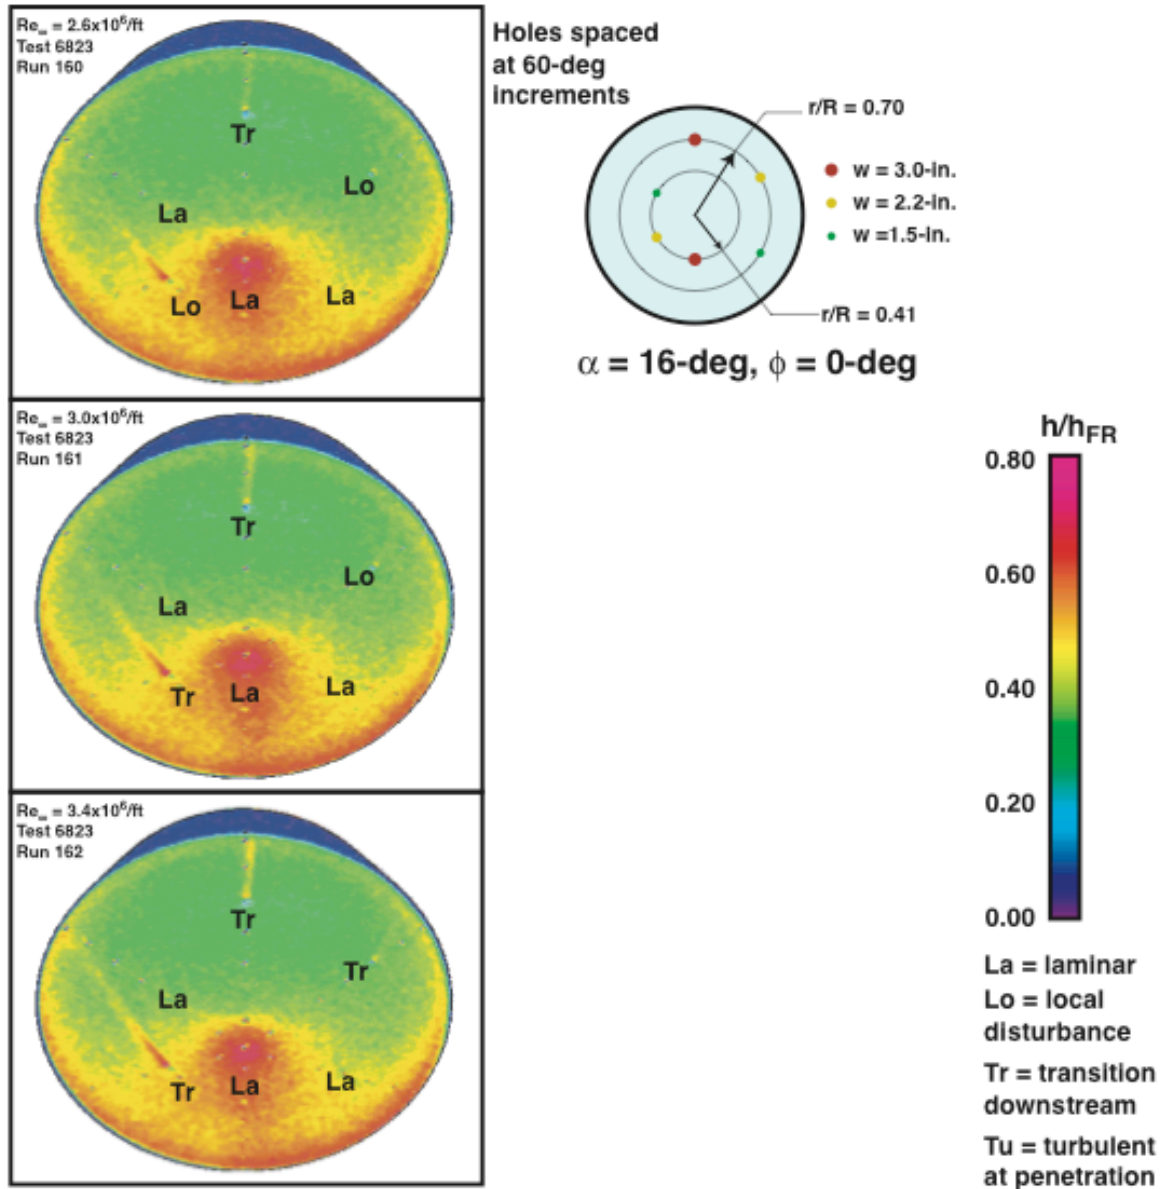 Re∞ = 2.6x10⁶/ft
Test 6823
Run 160
Tr
Lo
La
Lo
La
La
Holes spaced
at 60-deg
increments
r/R = 0.70
w = 3.0-in.
w = 2.2-in.
w =1.5-in.
r/R = 0.41
α = 16-deg, ϕ = 0-deg
Re∞ = 3.0x10⁶/ft
Test 6823
Run 161
Tr
Lo
La
Tr
La
La
Re∞ = 3.4x10⁶/ft
Test 6823
Run 162
Tr
Tr
La
Tr
La
La
h/hFR
0.80
0.60
0.40
0.20
0.00
La = laminar
Lo = local
disturbance
Tr = transition
downstream
Tu = turbulent
at penetration